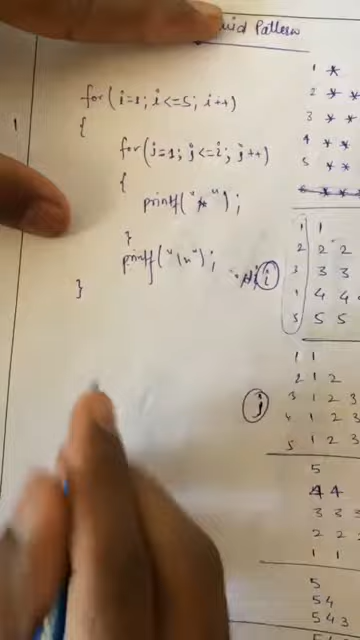 Pattern
for(i=1; i<=5; i++)
{
for(j=1; j<=i; j++)
{
printf("*");
}
printf("\n");
}
1 *
2 * *
3 * *
4 * *
5 * *
i
1 1
2 2 2
3 3 3
4 4 4
5 5 5
j
1 1
2 1 2
3 1 2 3
4 1 2 3
5 1 2 3
5
4 4
3 3 3
2 2 2
1 1
5
5 4
5 4 3